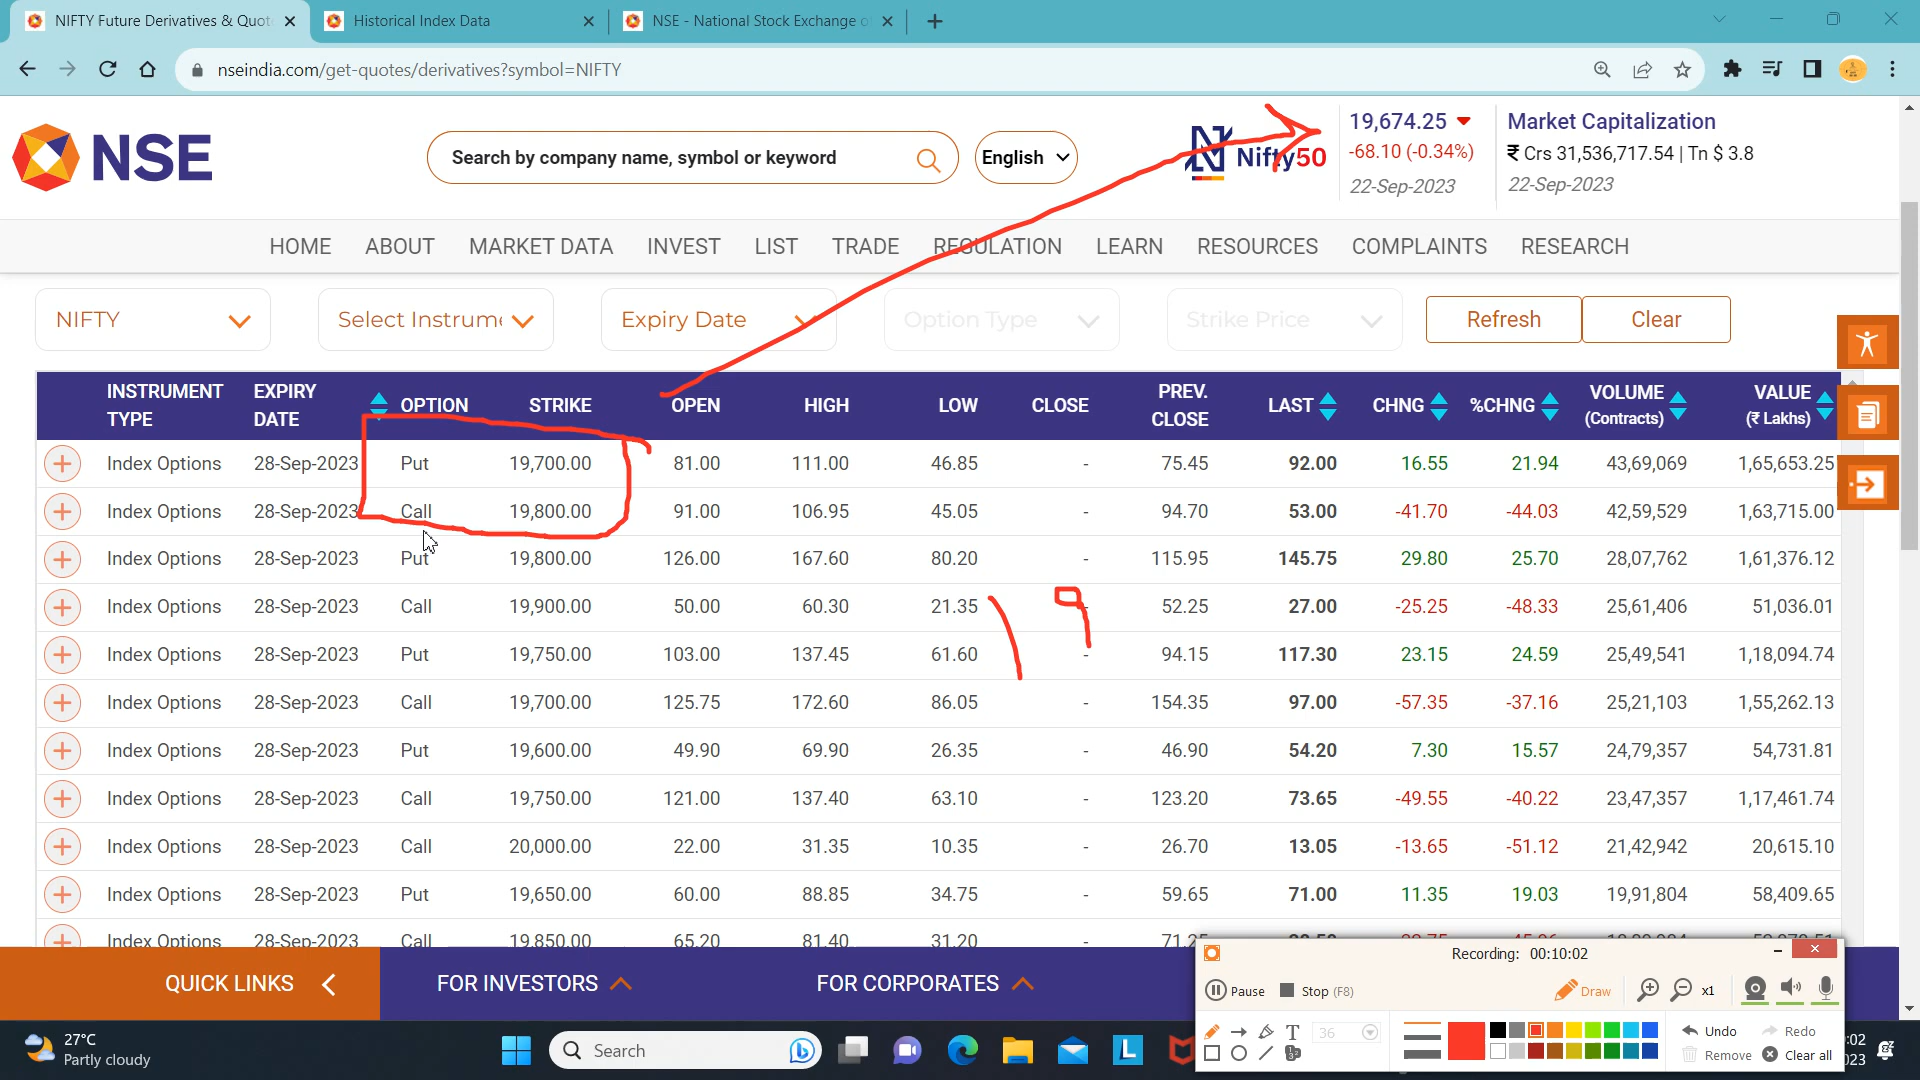 NIFTY Future Derivatives & Quot
Historical Index Data
NSE - National Stock Exchange o
nseindia.com/get-quotes/derivatives?symbol=NIFTY
NSE
Search by company name, symbol or keyword
English
Nifty50
19,674.25
-68.10 (-0.34%)
22-Sep-2023
Market Capitalization
₹ Crs 31,536,717.54 | Tn $ 3.8
22-Sep-2023
HOME ABOUT MARKET DATA INVEST LIST TRADE REGULATION LEARN RESOURCES COMPLAINTS RESEARCH
NIFTY Select Instrume Expiry Date Option Type Strike Price Refresh Clear
INSTRUMENT TYPE EXPIRY DATE OPTION STRIKE OPEN HIGH LOW CLOSE PREV. CLOSE LAST CHNG %CHNG VOLUME (Contracts) VALUE (₹ Lakhs)
Index Options 28-Sep-2023 Put 19,700.00 81.00 111.00 46.85 - 75.45 92.00 16.55 21.94 43,69,069 1,65,653.25
Index Options 28-Sep-2023 Call 19,800.00 91.00 106.95 45.05 - 94.70 53.00 -41.70 -44.03 42,59,529 1,63,715.00
Index Options 28-Sep-2023 Put 19,800.00 126.00 167.60 80.20 - 115.95 145.75 29.80 25.70 28,07,762 1,61,376.12
Index Options 28-Sep-2023 Call 19,900.00 50.00 60.30 21.35 - 52.25 27.00 -25.25 -48.33 25,61,406 51,036.01
19
Index Options 28-Sep-2023 Put 19,750.00 103.00 137.45 61.60 - 94.15 117.30 23.15 24.59 25,49,541 1,18,094.74
Index Options 28-Sep-2023 Call 19,700.00 125.75 172.60 86.05 - 154.35 97.00 -57.35 -37.16 25,21,103 1,55,262.13
Index Options 28-Sep-2023 Put 19,600.00 49.90 69.90 26.35 - 46.90 54.20 7.30 15.57 24,79,357 54,731.81
Index Options 28-Sep-2023 Call 19,750.00 121.00 137.40 63.10 - 123.20 73.65 -49.55 -40.22 23,47,357 1,17,461.74
Index Options 28-Sep-2023 Call 20,000.00 22.00 31.35 10.35 - 26.70 13.05 -13.65 -51.12 21,42,942 20,615.10
Index Options 28-Sep-2023 Put 19,650.00 60.00 88.85 34.75 - 59.65 71.00 11.35 19.03 19,91,804 58,409.65
Index Options 28-Sep-2023 Call 19,850.00 65.20 81.40 31.20 -
QUICK LINKS FOR INVESTORS FOR CORPORATES
Recording: 00:10:02
Pause Stop (F8) Draw x1
T 36 Undo Redo
Remove Clear all
27°C
Partly cloudy
Search
L
:02
023